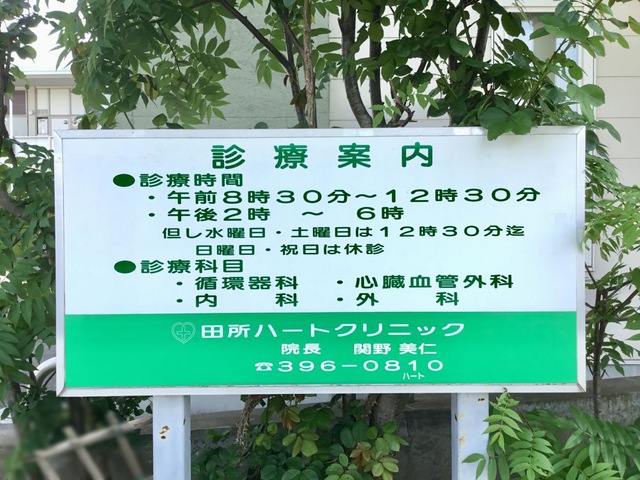 診療案内
●診療時間
・午前8時30分～12時30分
・午後2時　～　6時
但し水曜日・土曜日は12時30分迄
日曜日・祝日は休診
●診療科目
・循環器科　・心臓血管外科
・内　科　・外　科
田所ハートクリニック
院長　関野 美仁
☎396-0810
ハート